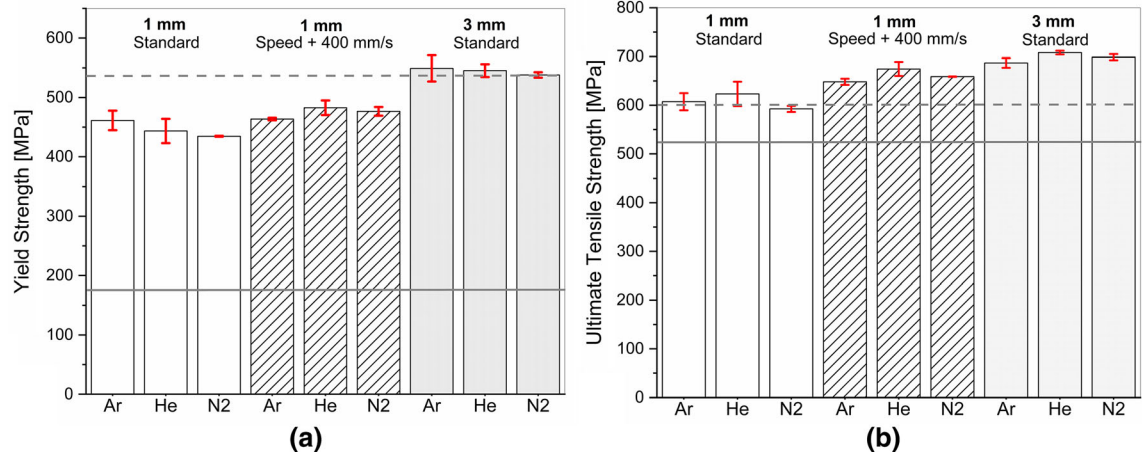 1 mm
Standard
1 mm
Speed + 400 mm/s
3 mm
Standard
Yield Strength [MPa]
600
500
400
300
200
100
0
Ar He N2 Ar He N2 Ar He N2
(a)
1 mm
Standard
1 mm
Speed + 400 mm/s
3 mm
Standard
Ultimate Tensile Strength [MPa]
800
700
600
500
400
300
200
100
0
Ar He N2 Ar He N2 Ar He N2
(b)